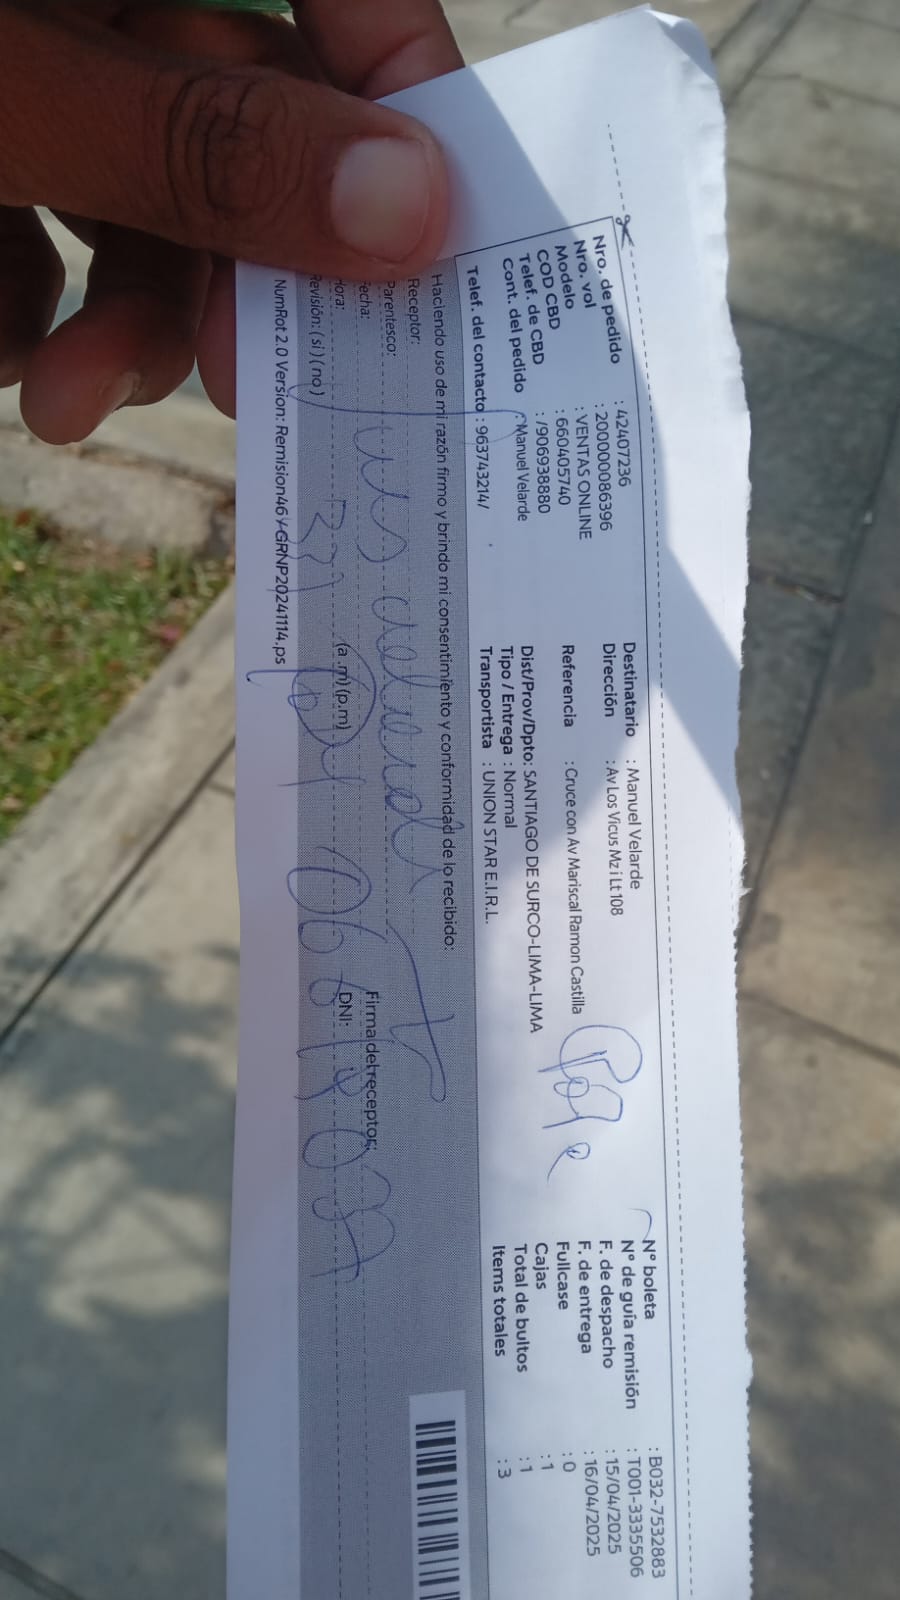 Nro. de pedido : 42407236
Nro. vol : 200000086396
Modelo : VENTAS ONLINE
COD CBD : 660405740
Telef. de CBD : /906938880
Cont. del pedido : Manuel Velarde
Telef. del contacto : 963743214/
Destinatario : Manuel Velarde
Dirección : Av Los Vicus Mz i Lt 108
Referencia : Cruce con Av Mariscal Ramon Castilla
Dist/Prov/Dpto: SANTIAGO DE SURCO-LIMA-LIMA
Tipo / Entrega : Normal
Transportista : UNION STAR E.I.R.L.
N° boleta : B032-7532883
N° de guía remisión : T001-3335506
F. de despacho : 15/04/2025
F. de entrega : 16/04/2025
Fullcase : 0
Cajas : 1
Total de bultos : 1
Items totales : 3
Haciendo uso de mi razón firmo y brindo mi consentimiento y conformidad de lo recibido:
Receptor:
Parentesco:
Fecha:
Hora: (a .m) (p.m)
Revisión: ( si ) ( no )
Firma del receptor:
DNI:
NumRot 2.0 Version: Remision46 y GRNP20241114.ps